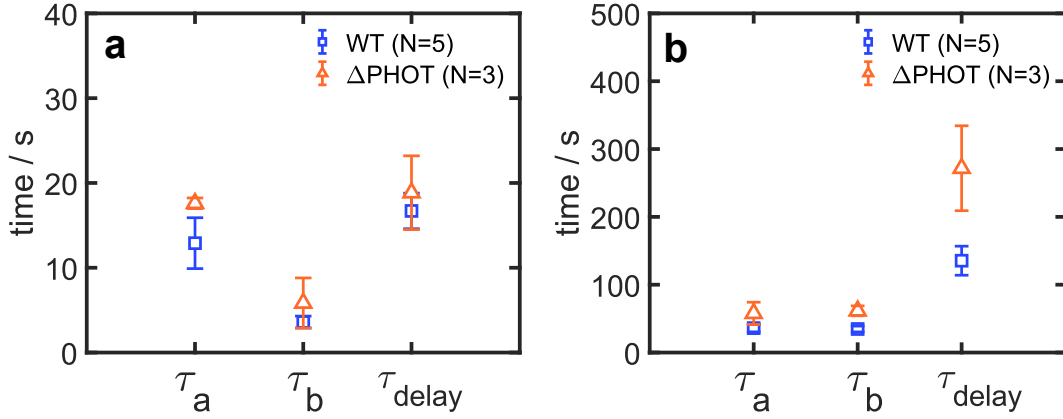 a
WT (N=5)
ΔPHOT (N=3)
time / s
40
30
20
10
0
τa
τb
τdelay
b
WT (N=5)
ΔPHOT (N=3)
time / s
500
400
300
200
100
0
τa
τb
τdelay